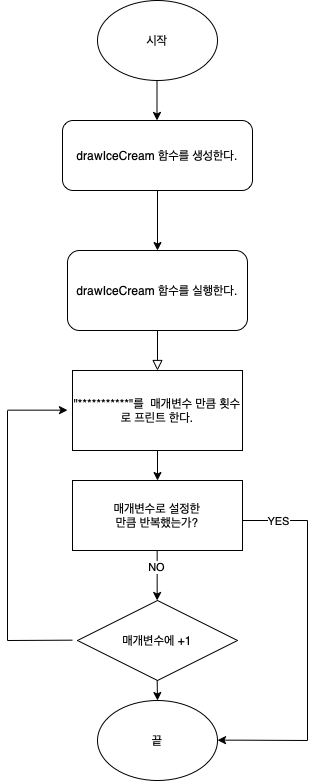 시작
drawIceCream 함수를 생성한다.
drawIceCream 함수를 실행한다.
"***********"를 매개변수 만큼 횟수
로 프린트 한다.
매개변수로 설정한
만큼 반복했는가?
YES
NO
매개변수에 +1
끝